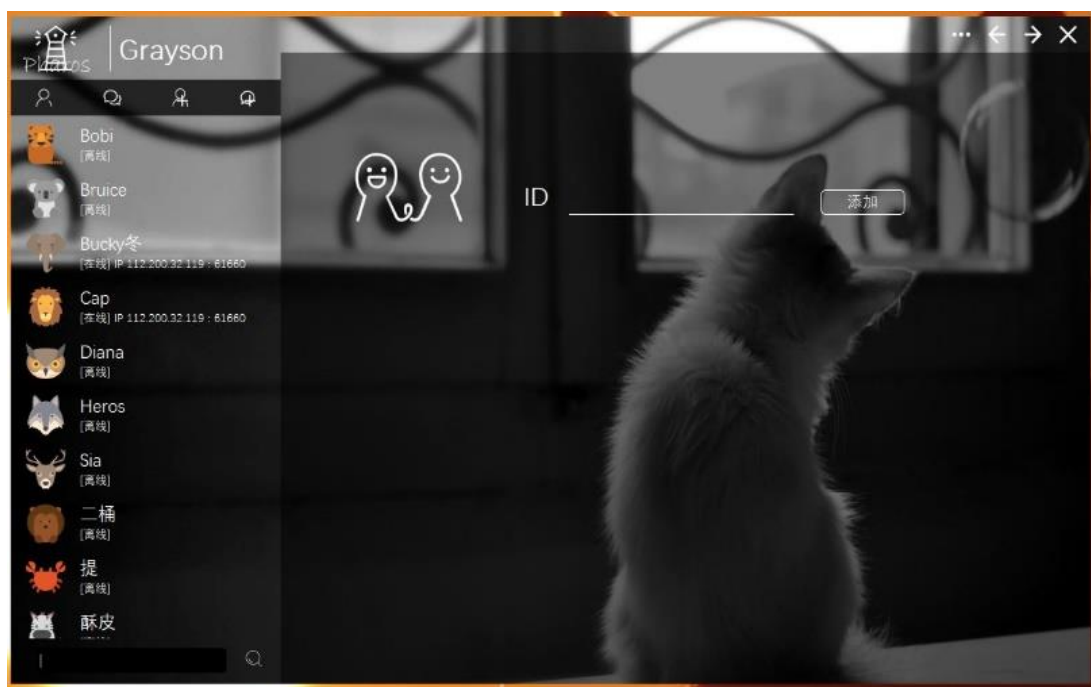 Pharos
Grayson
Bobi
[离线]
Bruice
[离线]
Bucky冬
[在线] IP 112.200.32.119 : 61660
Cap
[在线] IP 112.200.32.119 : 61660
Diana
[离线]
Heros
[离线]
Sia
[离线]
二桶
[离线]
提
[离线]
酥皮
ID
添加